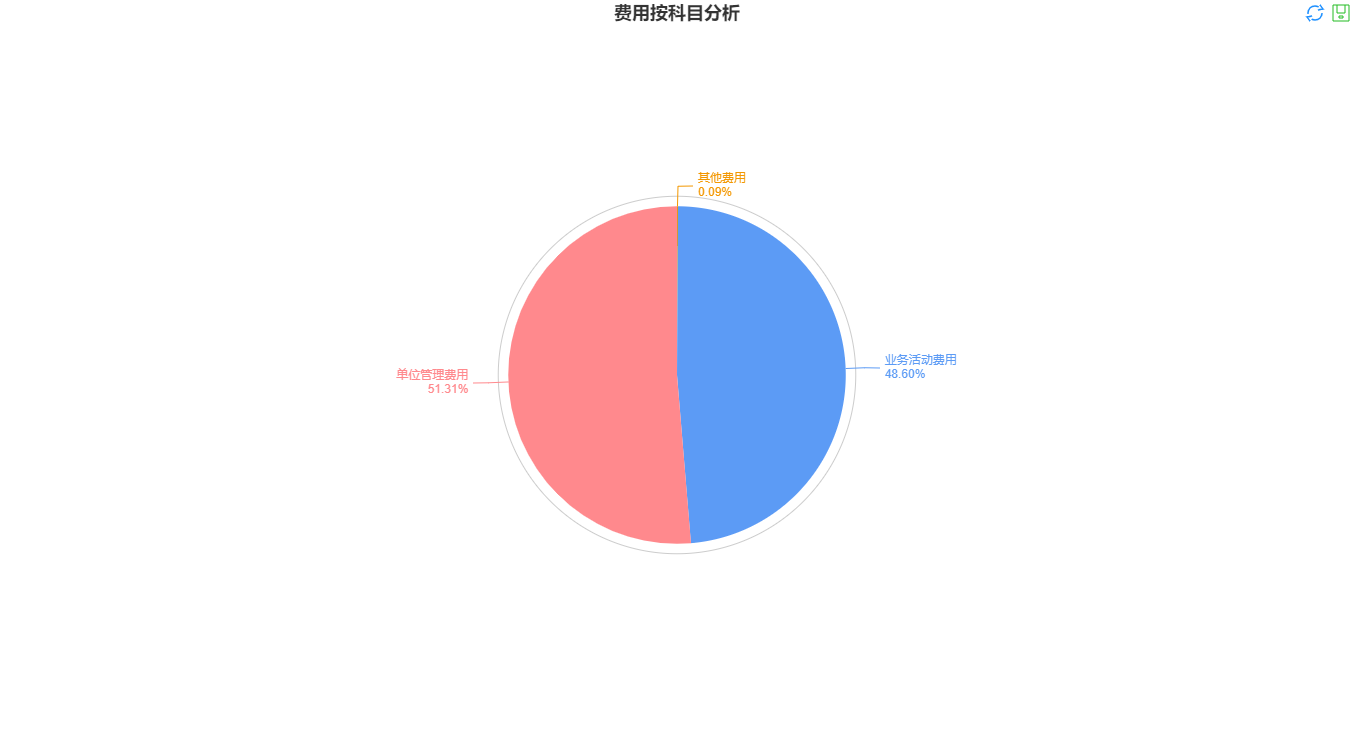 费用按科目分析
其他费用
0.09%
业务活动费用
48.60%
单位管理费用
51.31%